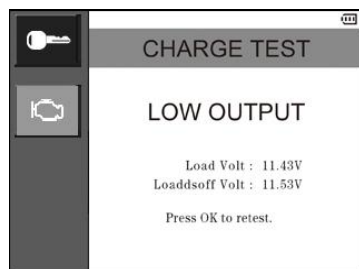 CHARGE TEST
LOW OUTPUT
Load Volt : 11.43V
Loaddsoff Volt : 11.53V
Press OK to retest.